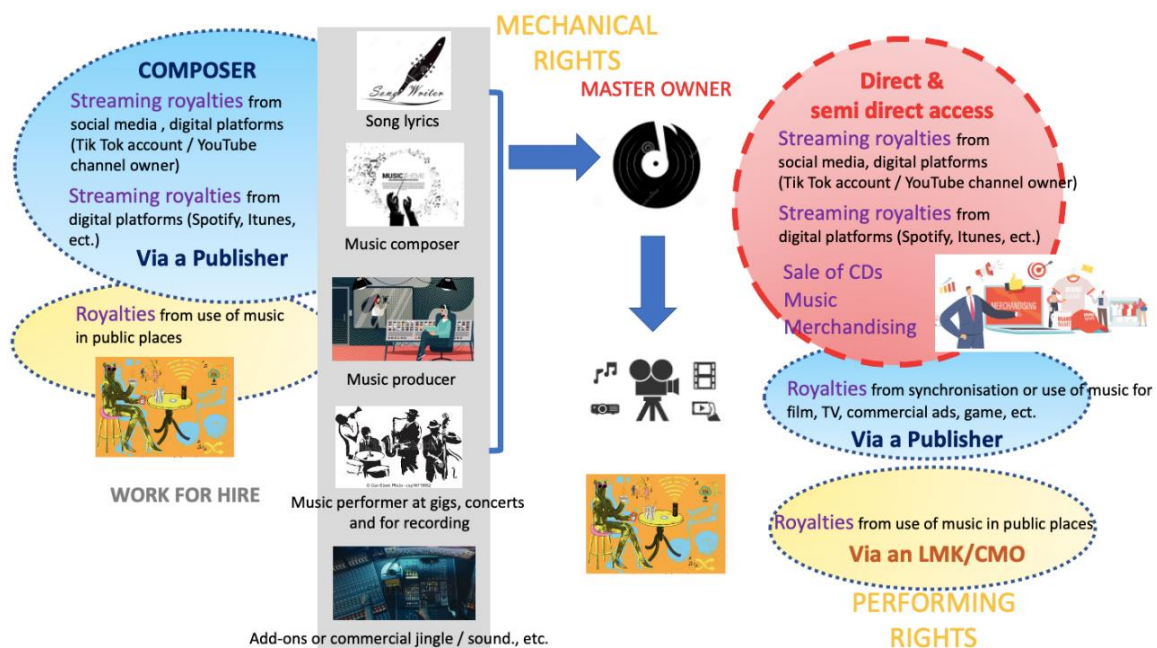 MECHANICAL
RIGHTS
COMPOSER
Streaming royalties from
social media , digital platforms
(Tik Tok account / YouTube
channel owner)
Streaming royalties from
digital platforms (Spotify, Itunes,
ect.)
Via a Publisher
Royalties from use of music
in public places
WORK FOR HIRE
Song Writer
Song lyrics
MUSIC
Music composer
Music producer
Music performer at gigs, concerts
and for recording
Add-ons or commercial jingle / sound., etc.
MASTER OWNER
Direct &
semi direct access
Streaming royalties from
social media, digital platforms
(Tik Tok account / YouTube channel owner)
Streaming royalties from
digital platforms (Spotify, Itunes, ect.)
Sale of CDs
Music
Merchandising
MERCHANDISING
Royalties from synchronisation or use of music for
film, TV, commercial ads, game, ect.
Via a Publisher
Royalties from use of music in public places
Via an LMK/CMO
PERFORMING
RIGHTS